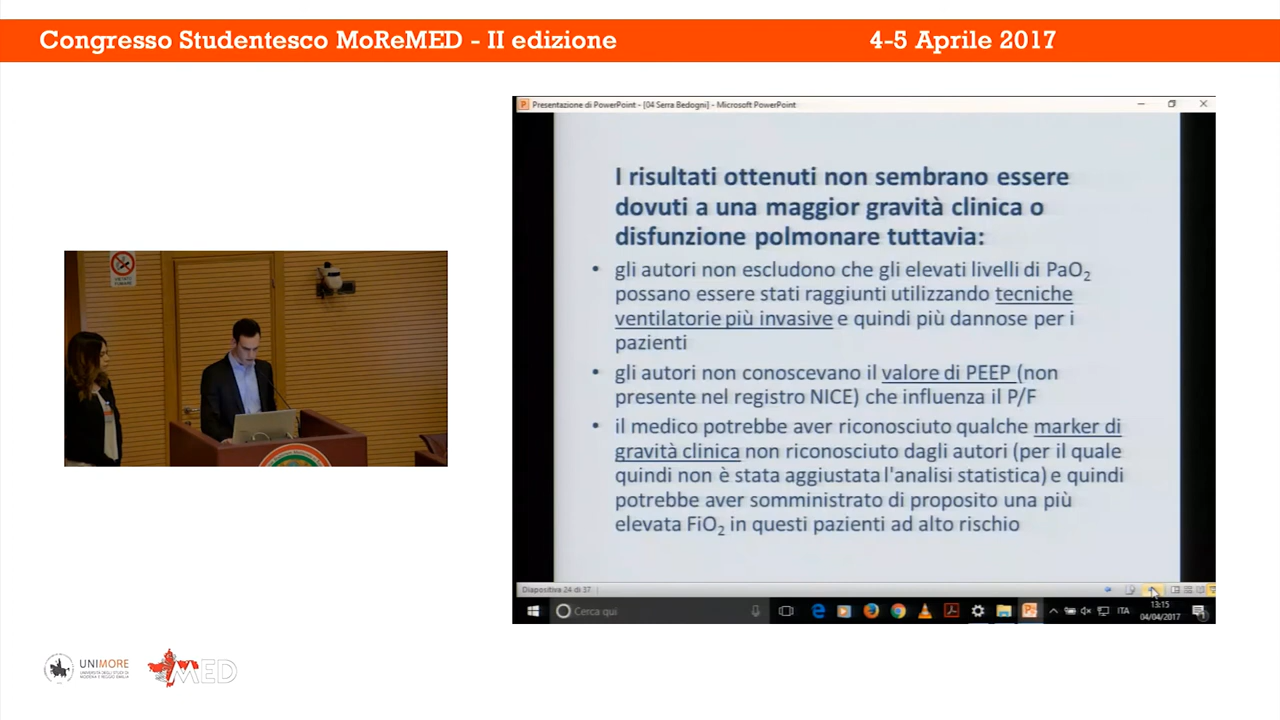 Congresso Studentesco MoReMED - II edizione
4-5 Aprile 2017
Presentazione di PowerPoint - [04 Serra Bedogni] - Microsoft PowerPoint
I risultati ottenuti non sembrano essere
dovuti a una maggior gravità clinica o
disfunzione polmonare tuttavia:
• gli autori non escludono che gli elevati livelli di PaO₂
possano essere stati raggiunti utilizzando tecniche
ventilatorie più invasive e quindi più dannose per i
pazienti
• gli autori non conoscevano il valore di PEEP (non
presente nel registro NICE) che influenza il P/F
• il medico potrebbe aver riconosciuto qualche marker di
gravità clinica non riconosciuto dagli autori (per il quale
quindi non è stata aggiustata l'analisi statistica) e quindi
potrebbe aver somministrato di proposito una più
elevata FiO₂ in questi pazienti ad alto rischio
Diapositiva 24 di 37
Cerca qui
ITA
13:15
04/04/2017
UNIMORE
UNIVERSITÀ DEGLI STUDI DI
MODENA E REGGIO EMILIA
MED